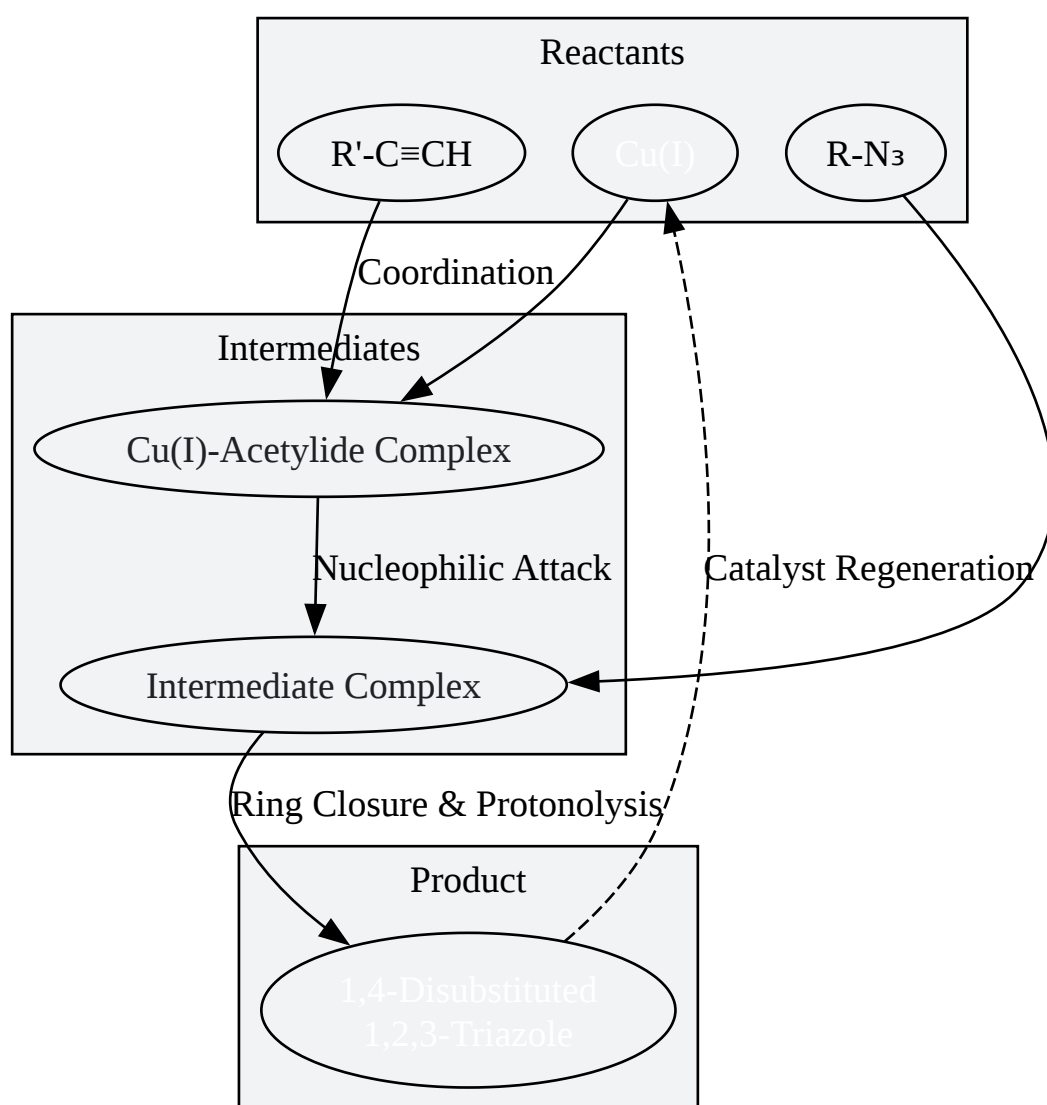 Reactants
R'-C≡CH
Cu(I)
R-N₃
Coordination
Intermediates
Cu(I)-Acetylide Complex
Nucleophilic Attack
Catalyst Regeneration
Intermediate Complex
Ring Closure & Protonolysis
Product
1,4-Disubstituted
1,2,3-Triazole